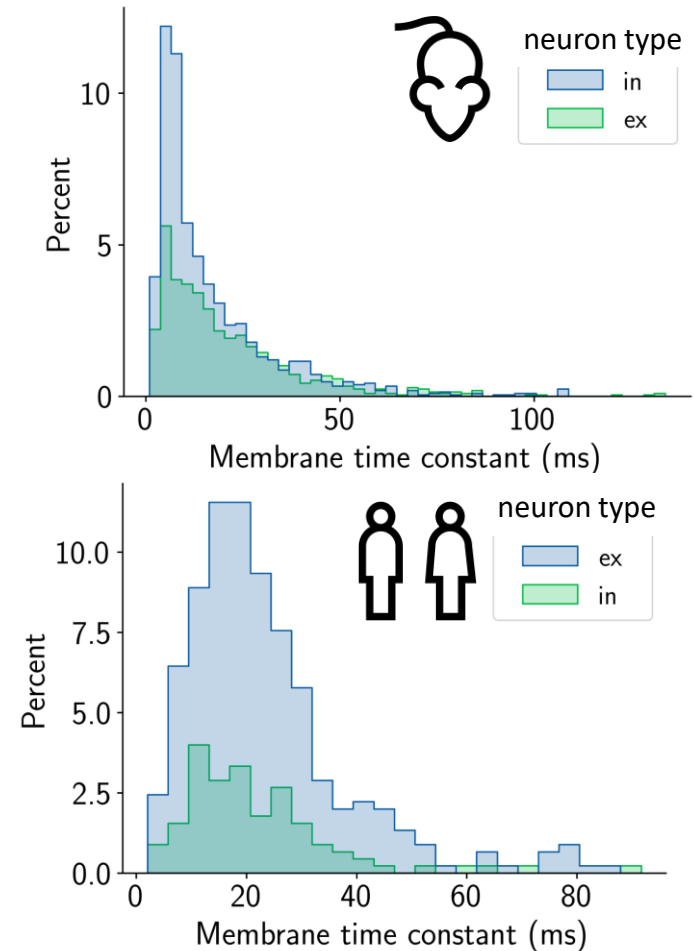 neuron type
in
ex
10
5
0
Percent
0 50 100
Membrane time constant (ms)
neuron type
ex
in
10.0
7.5
5.0
2.5
0.0
Percent
0 20 40 60 80
Membrane time constant (ms)